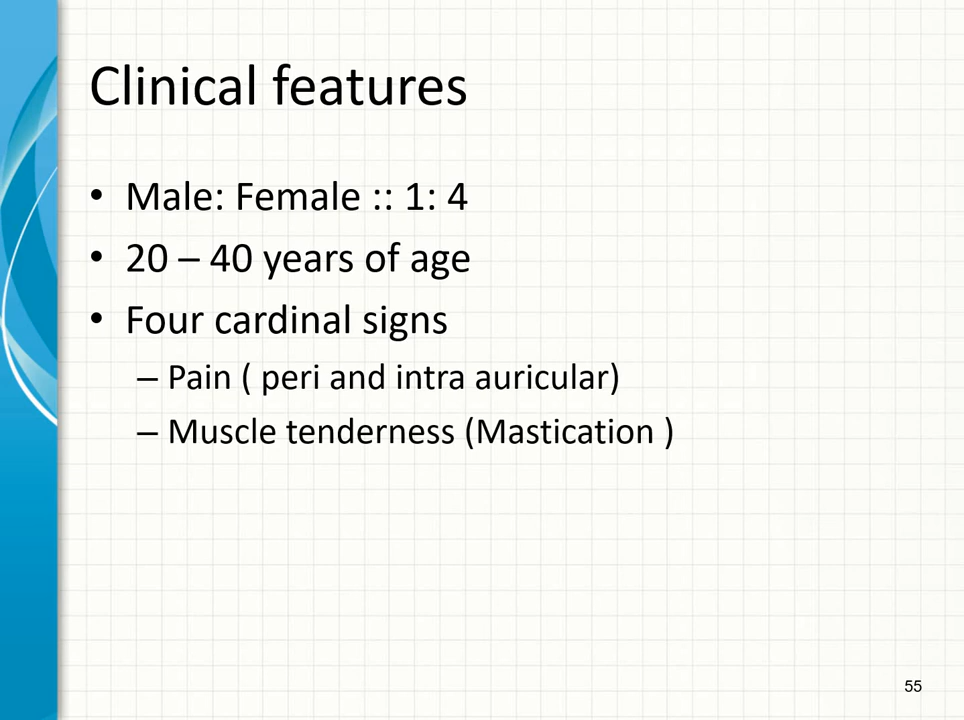 Clinical features
• Male: Female :: 1: 4
• 20 – 40 years of age
• Four cardinal signs
– Pain ( peri and intra auricular)
– Muscle tenderness (Mastication )
55